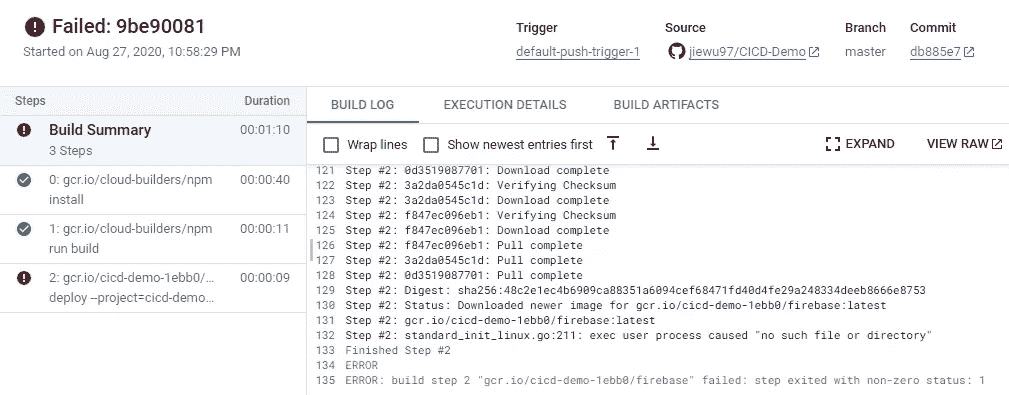 Failed: 9be90081
Started on Aug 27, 2020, 10:58:29 PM
Trigger
default-push-trigger-1
Source
jiewu97/CICD-Demo
Branch
master
Commit
db885e7
Steps Duration
Build Summary 00:01:10
3 Steps
0: gcr.io/cloud-builders/npm 00:00:40
install
1: gcr.io/cloud-builders/npm 00:00:11
run build
2: gcr.io/cicd-demo-1ebb0/... 00:00:09
deploy --project=cicd-demo...
BUILD LOG EXECUTION DETAILS BUILD ARTIFACTS
Wrap lines Show newest entries first EXPAND VIEW RAW
121 Step #2: 0d3519087701: Download complete
122 Step #2: 3a2da0545c1d: Verifying Checksum
123 Step #2: 3a2da0545c1d: Download complete
124 Step #2: f847ec096eb1: Verifying Checksum
125 Step #2: f847ec096eb1: Download complete
126 Step #2: f847ec096eb1: Pull complete
127 Step #2: 3a2da0545c1d: Pull complete
128 Step #2: 0d3519087701: Pull complete
129 Step #2: Digest: sha256:48c2e1ec4b6909ca88351a6094cef68471fd40d4fe29a248334deeb8666e8753
130 Step #2: Status: Downloaded newer image for gcr.io/cicd-demo-1ebb0/firebase:latest
131 Step #2: gcr.io/cicd-demo-1ebb0/firebase:latest
132 Step #2: standard_init_linux.go:211: exec user process caused "no such file or directory"
133 Finished Step #2
134 ERROR
135 ERROR: build step 2 "gcr.io/cicd-demo-1ebb0/firebase" failed: step exited with non-zero status: 1